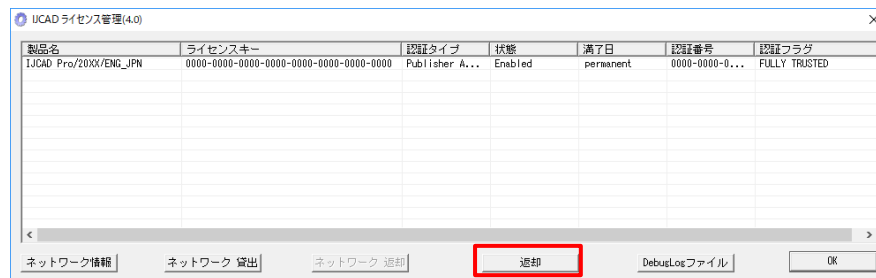 IJCAD ライセンス管理(4.0)
製品名 ライセンスキー 認証タイプ 状態 満了日 認証番号 認証フラグ
IJCAD Pro/20XX/ENG_JPN 0000-0000-0000-0000-0000-0000-0000 Publisher A... Enabled permanent 0000-0000-0... FULLY TRUSTED
ネットワーク情報 ネットワーク 貸出 ネットワーク 返却 返却 DebugLogファイル OK